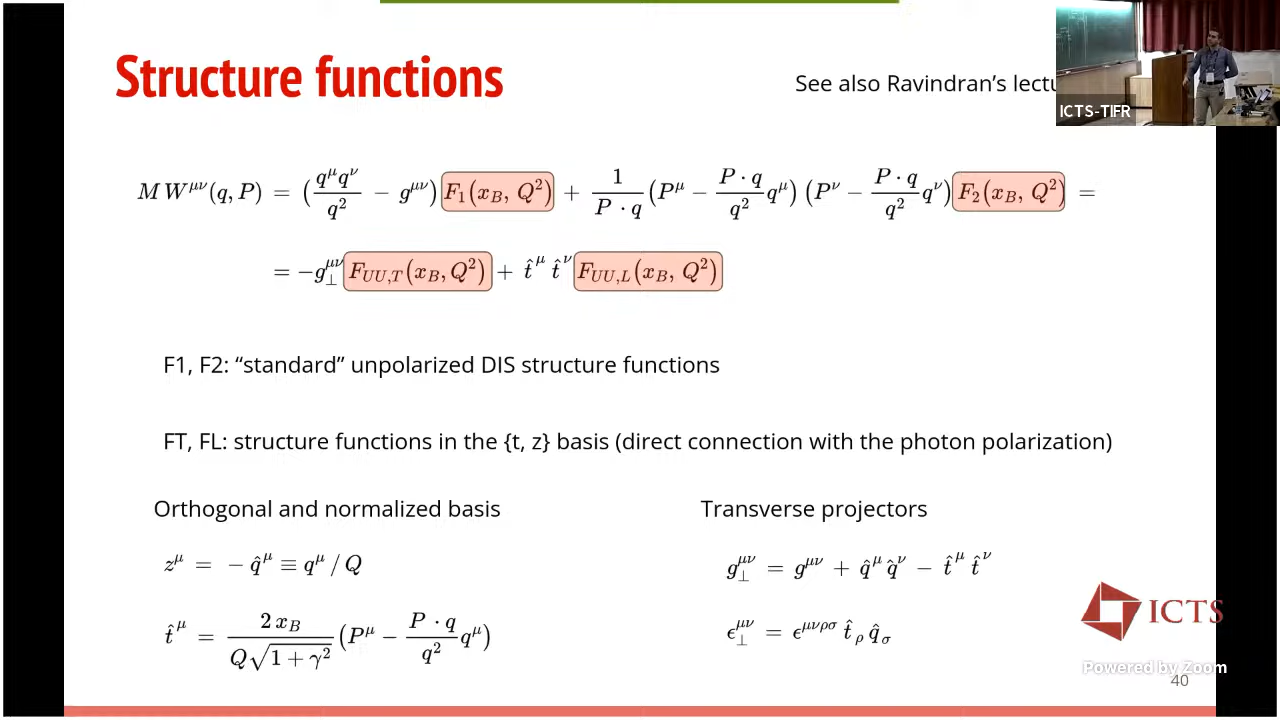 Structure functions
See also Ravindran's lectu
ICTS-TIFR
M W^{μν}(q, P) = (q^μ q^ν / q^2 − g^{μν}) F_1(x_B, Q^2) + 1 / P · q (P^μ − P · q / q^2 q^μ) (P^ν − P · q / q^2 q^ν) F_2(x_B, Q^2) =
= −g_⊥^{μν} F_{UU,T}(x_B, Q^2) + t̂^μ t̂^ν F_{UU,L}(x_B, Q^2)
F1, F2: “standard” unpolarized DIS structure functions
FT, FL: structure functions in the {t, z} basis (direct connection with the photon polarization)
Orthogonal and normalized basis
z^μ = − q̂^μ ≡ q^μ / Q
t̂^μ = 2 x_B / Q√(1 + γ^2) (P^μ − P · q / q^2 q^μ)
Transverse projectors
g_⊥^{μν} = g^{μν} + q̂^μ q̂^ν − t̂^μ t̂^ν
ϵ_⊥^{μν} = ϵ^{μνρσ} t̂_ρ q̂_σ
ICTS
Powered by Zoom
40